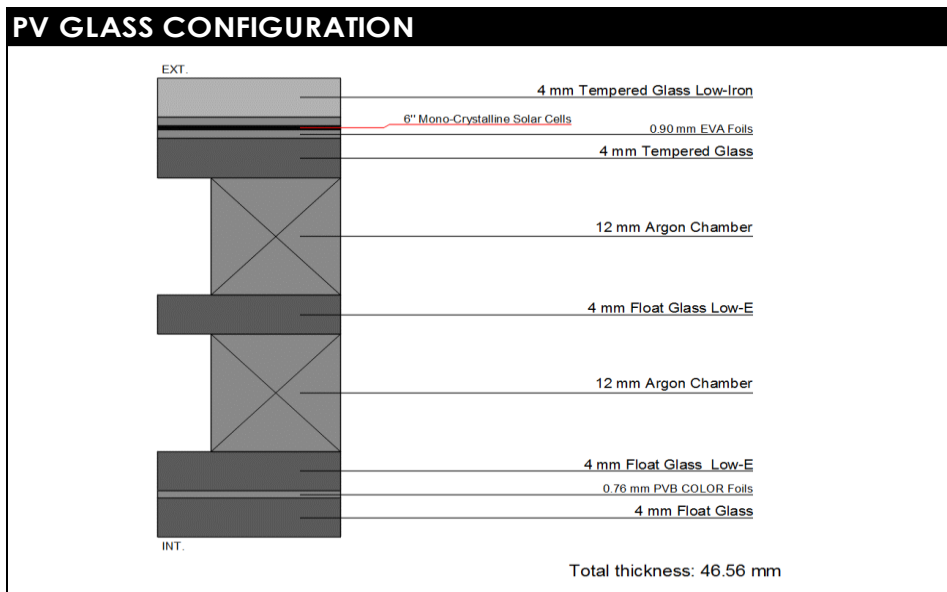 PV GLASS CONFIGURATION
EXT.
4 mm Tempered Glass Low-Iron
6" Mono-Crystalline Solar Cells
0.90 mm EVA Foils
4 mm Tempered Glass
12 mm Argon Chamber
4 mm Float Glass Low-E
12 mm Argon Chamber
4 mm Float Glass Low-E
0.76 mm PVB COLOR Foils
4 mm Float Glass
INT.
Total thickness: 46.56 mm